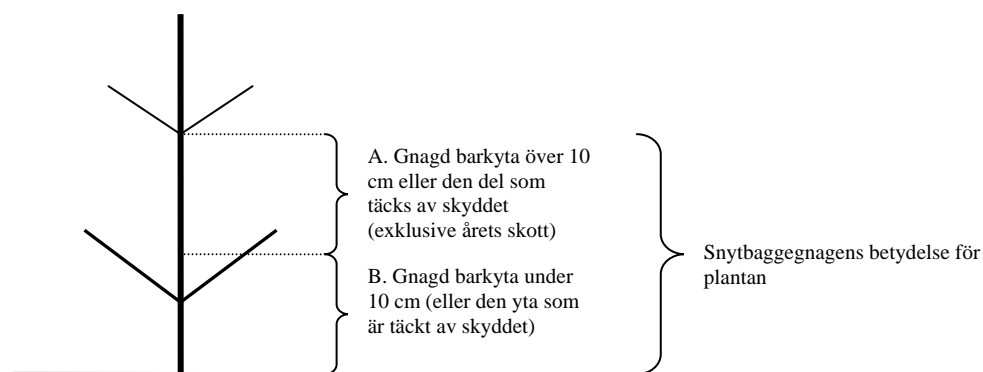 A. Gnagd barkyta över 10
cm eller den del som
täcks av skyddet
(exklusive årets skott)
B. Gnagd barkyta under
10 cm (eller den yta som
är täckt av skyddet)
Snytbaggegnagens betydelse för
plantan